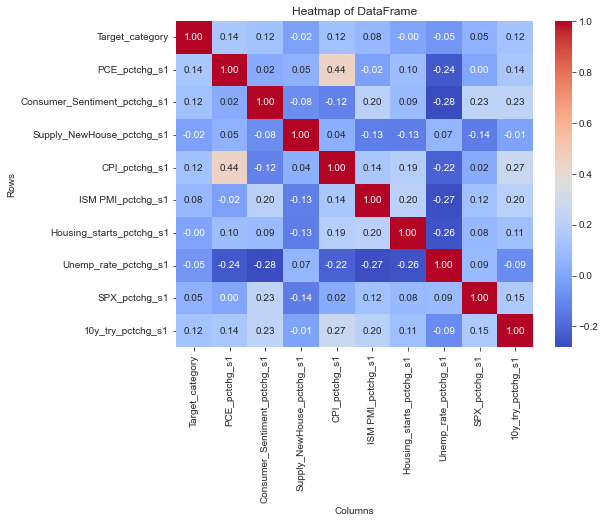 Heatmap of DataFrame
Rows
Target_category 1.00 0.14 0.12 -0.02 0.12 0.08 -0.00 -0.05 0.05 0.12
PCE_pctchg_s1 0.14 1.00 0.02 0.05 0.44 -0.02 0.10 -0.24 0.00 0.14
Consumer_Sentiment_pctchg_s1 0.12 0.02 1.00 -0.08 -0.12 0.20 0.09 -0.28 0.23 0.23
Supply_NewHouse_pctchg_s1 -0.02 0.05 -0.08 1.00 0.04 -0.13 -0.13 0.07 -0.14 -0.01
CPI_pctchg_s1 0.12 0.44 -0.12 0.04 1.00 0.14 0.19 -0.22 0.02 0.27
ISM PMI_pctchg_s1 0.08 -0.02 0.20 -0.13 0.14 1.00 0.20 -0.27 0.12 0.20
Housing_starts_pctchg_s1 -0.00 0.10 0.09 -0.13 0.19 0.20 1.00 -0.26 0.08 0.11
Unemp_rate_pctchg_s1 -0.05 -0.24 -0.28 0.07 -0.22 -0.27 -0.26 1.00 0.09 -0.09
SPX_pctchg_s1 0.05 0.00 0.23 -0.14 0.02 0.12 0.08 0.09 1.00 0.15
10y_try_pctchg_s1 0.12 0.14 0.23 -0.01 0.27 0.20 0.11 -0.09 0.15 1.00
Target_category
PCE_pctchg_s1
Consumer_Sentiment_pctchg_s1
Supply_NewHouse_pctchg_s1
CPI_pctchg_s1
ISM PMI_pctchg_s1
Housing_starts_pctchg_s1
Unemp_rate_pctchg_s1
SPX_pctchg_s1
10y_try_pctchg_s1
Columns
1.0
0.8
0.6
0.4
0.2
0.0
−0.2